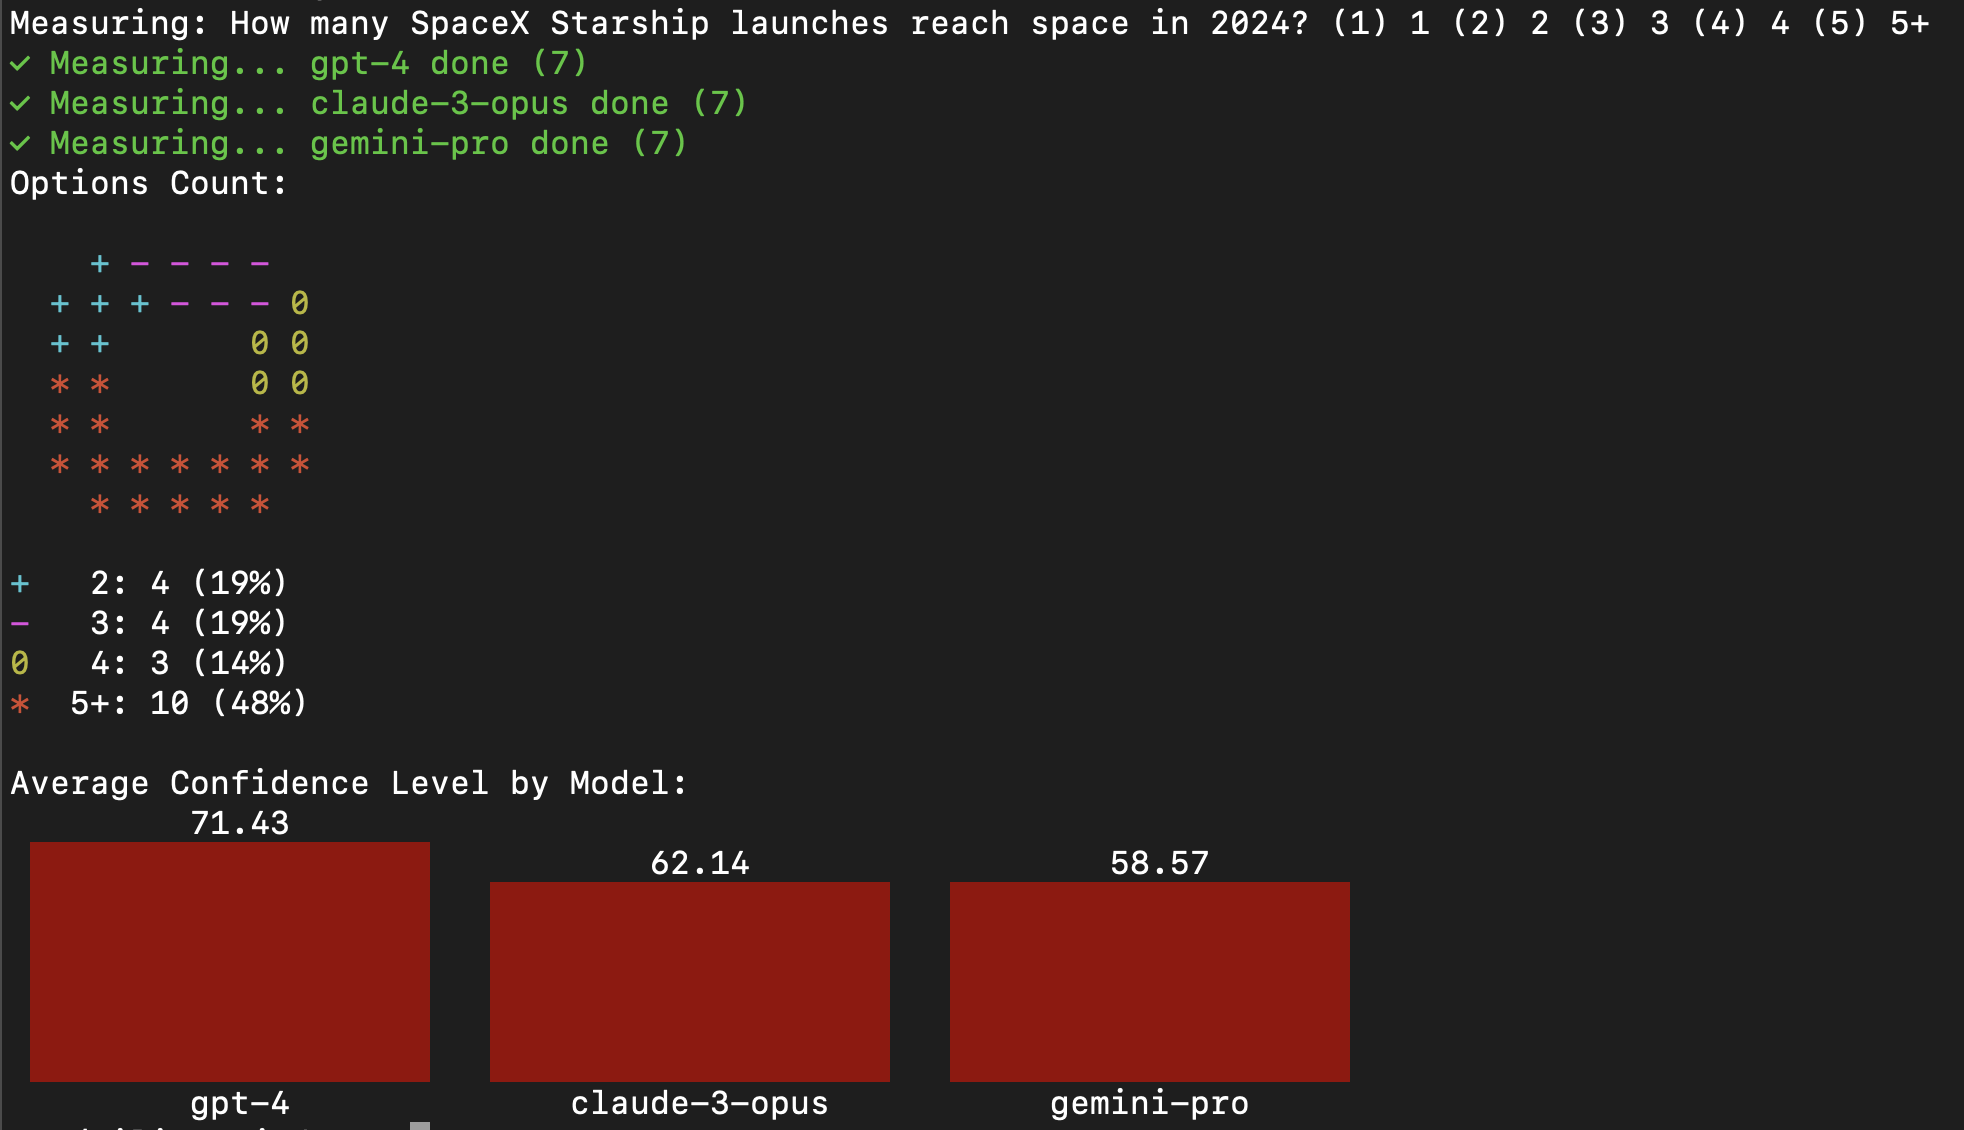 Measuring: How many SpaceX Starship launches reach space in 2024? (1) 1 (2) 2 (3) 3 (4) 4 (5) 5+
✓ Measuring... gpt-4 done (7)
✓ Measuring... claude-3-opus done (7)
✓ Measuring... gemini-pro done (7)
Options Count:
+ - - - -
+ + + - - - 0
+ + 0 0
* * 0 0
* * * *
* * * * * * *
* * * * *
+ 2: 4 (19%)
- 3: 4 (19%)
0 4: 3 (14%)
* 5+: 10 (48%)
Average Confidence Level by Model:
71.43
62.14 58.57
gpt-4 claude-3-opus gemini-pro